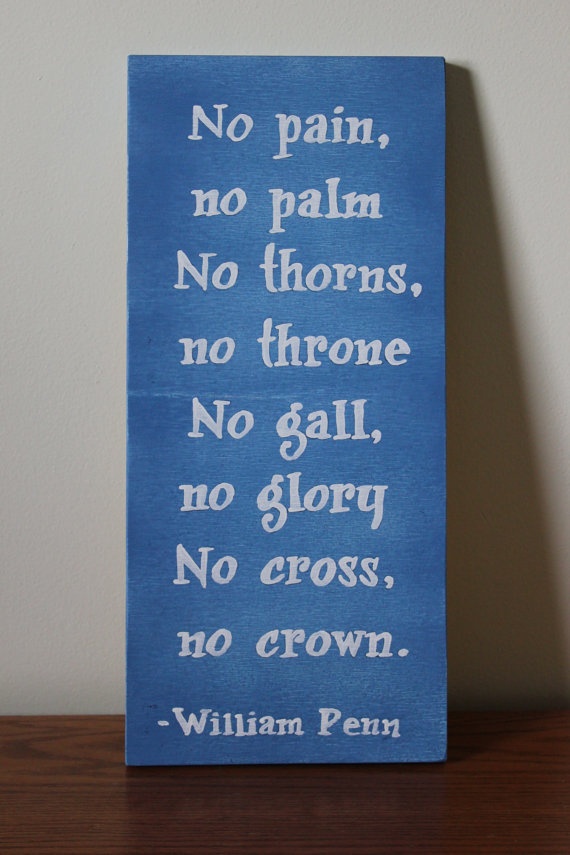 No pain,
no palm
No thorns,
no throne
No gall,
no glory
No cross,
no crown.
-William Penn